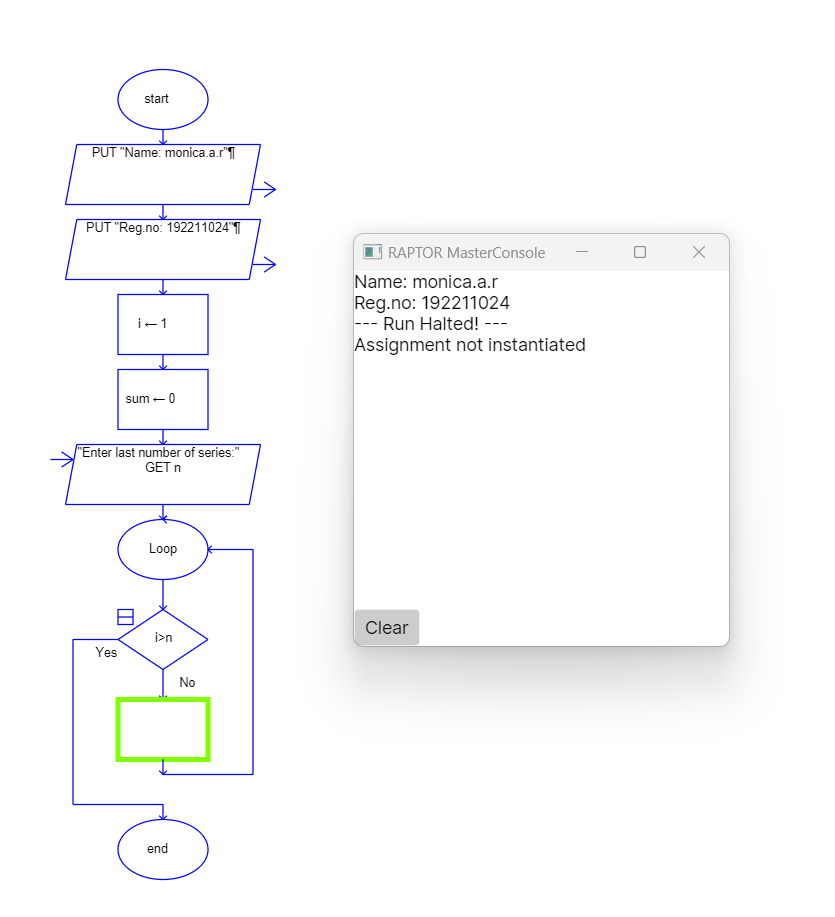 start
PUT "Name: monica.a.r"¶
PUT "Reg.no: 192211024"¶
i ← 1
sum ← 0
"Enter last number of series:"
GET n
Loop
i>n
Yes
No
end
RAPTOR MasterConsole
Name: monica.a.r
Reg.no: 192211024
--- Run Halted! ---
Assignment not instantiated
Clear